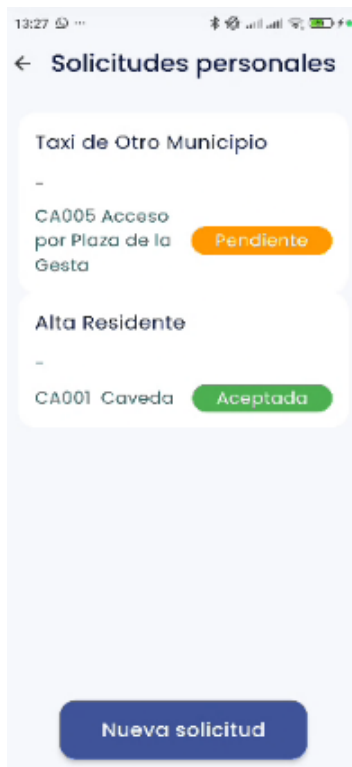 13:27
← Solicitudes personales
Taxi de Otro Municipio
-
CA005 Acceso
por Plaza de la
Gesta
Pendiente
Alta Residente
-
CA001 Caveda
Aceptada
Nueva solicitud